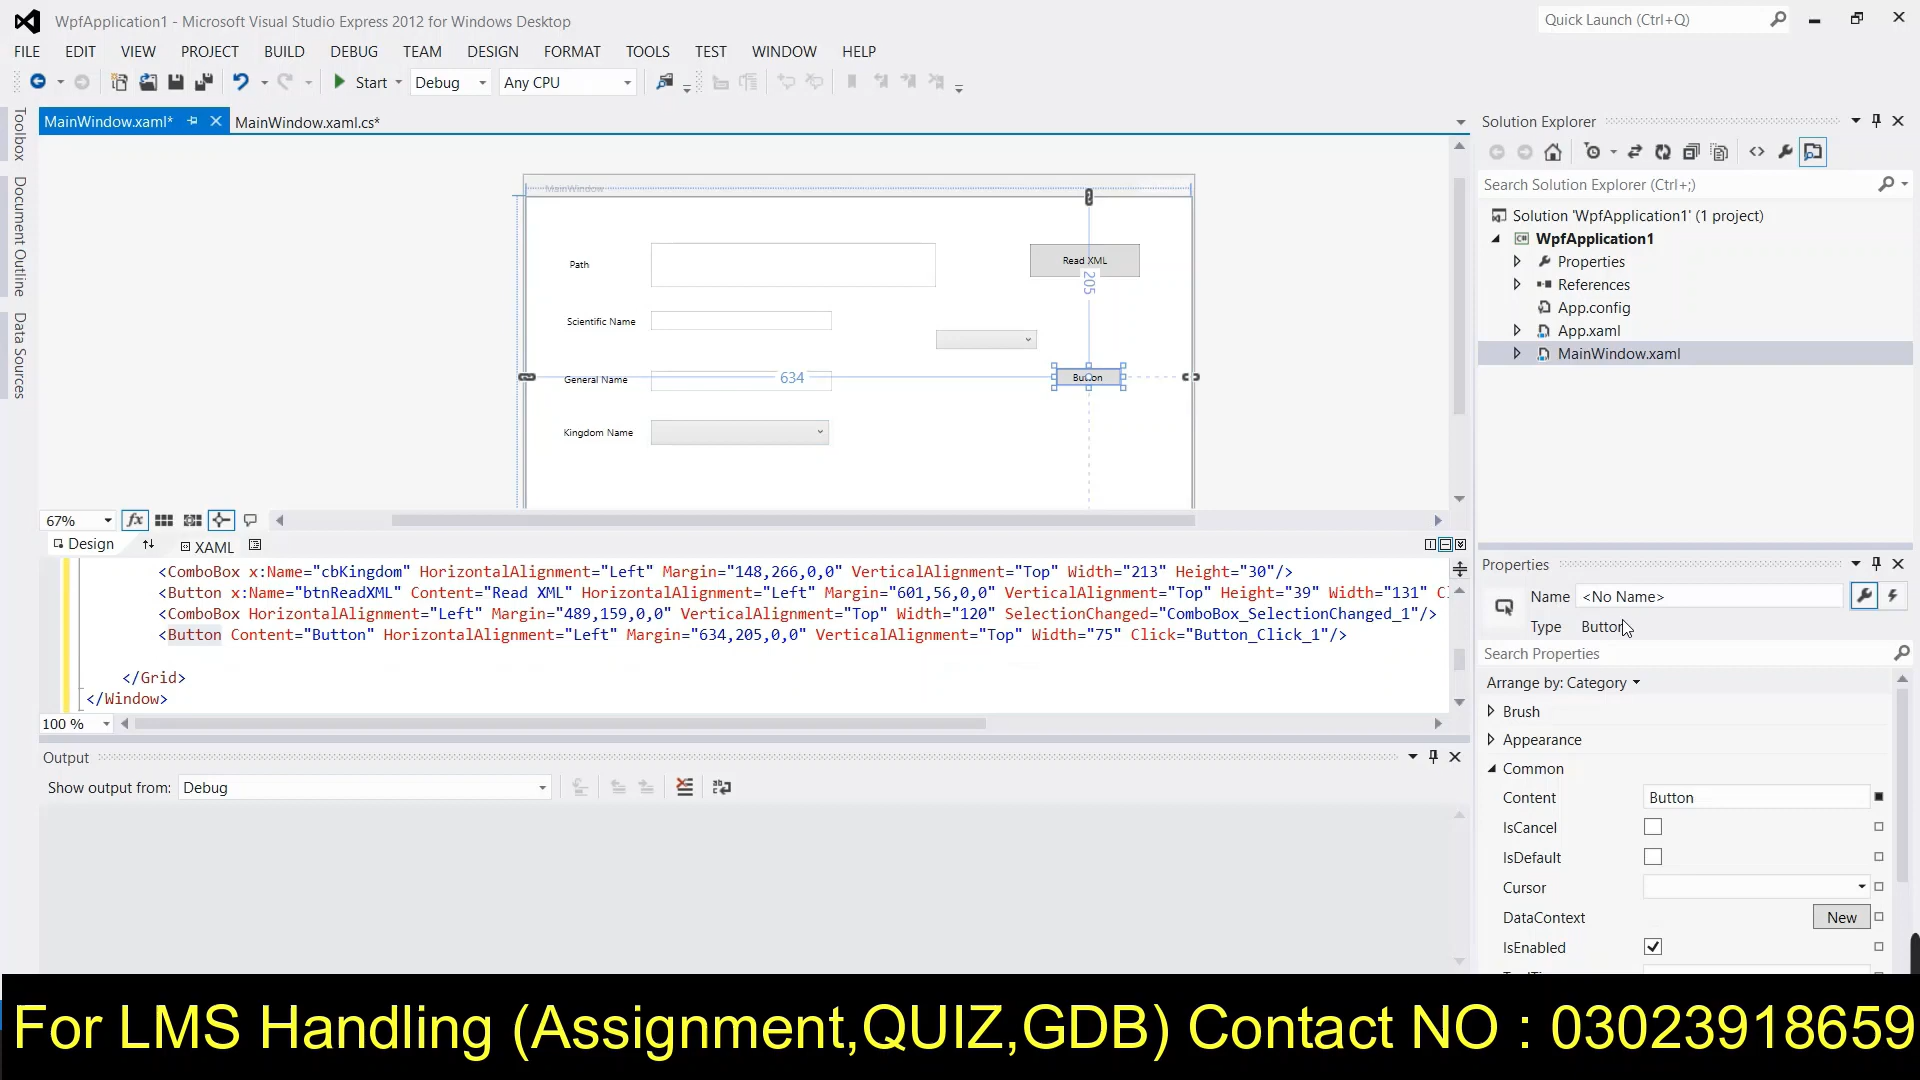 WpfApplication1 - Microsoft Visual Studio Express 2012 for Windows Desktop
Quick Launch (Ctrl+Q)
FILE EDIT VIEW PROJECT BUILD DEBUG TEAM DESIGN FORMAT TOOLS TEST WINDOW HELP
Start Debug Any CPU
Toolbox
Document Outline
Data Sources
MainWindow.xaml* MainWindow.xaml.cs*
MainWindow
Path
Read XML
205
Scientific Name
General Name
634
Button
Kingdom Name
67%
Design XAML
<ComboBox x:Name="cbKingdom" HorizontalAlignment="Left" Margin="148,266,0,0" VerticalAlignment="Top" Width="213" Height="30"/>
<Button x:Name="btnReadXML" Content="Read XML" HorizontalAlignment="Left" Margin="601,56,0,0" VerticalAlignment="Top" Height="39" Width="131" Cl
<ComboBox HorizontalAlignment="Left" Margin="489,159,0,0" VerticalAlignment="Top" Width="120" SelectionChanged="ComboBox_SelectionChanged_1"/>
<Button Content="Button" HorizontalAlignment="Left" Margin="634,205,0,0" VerticalAlignment="Top" Width="75" Click="Button_Click_1"/>
</Grid>
</Window>
100 %
Output
Show output from: Debug
Solution Explorer
Search Solution Explorer (Ctrl+;)
Solution 'WpfApplication1' (1 project)
WpfApplication1
Properties
References
App.config
App.xaml
MainWindow.xaml
Properties
Name <No Name>
Type Button
Search Properties
Arrange by: Category
Brush
Appearance
Common
Content Button
IsCancel
IsDefault
Cursor
DataContext New
IsEnabled
For LMS Handling (Assignment,QUIZ,GDB) Contact NO : 03023918659